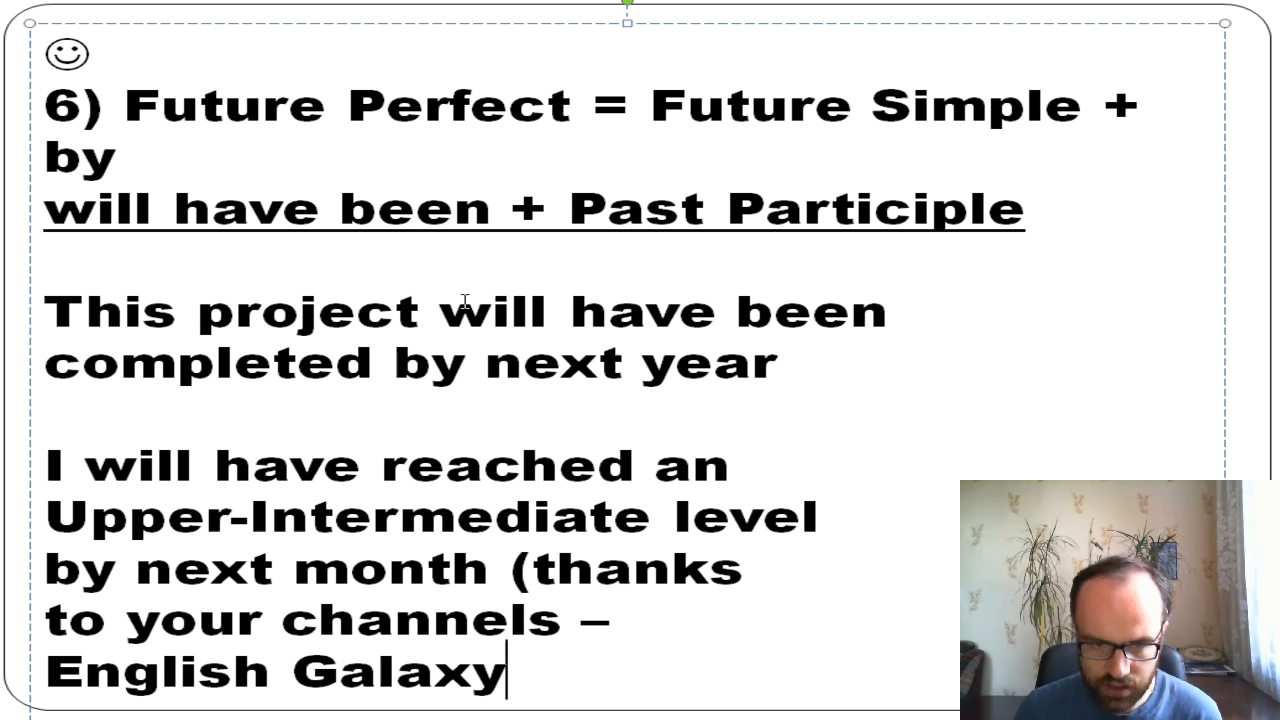 6) Future Perfect = Future Simple +
by
will have been + Past Participle
This project will have been
completed by next year
I will have reached an
Upper-Intermediate level
by next month (thanks
to your channels –
English Galaxy